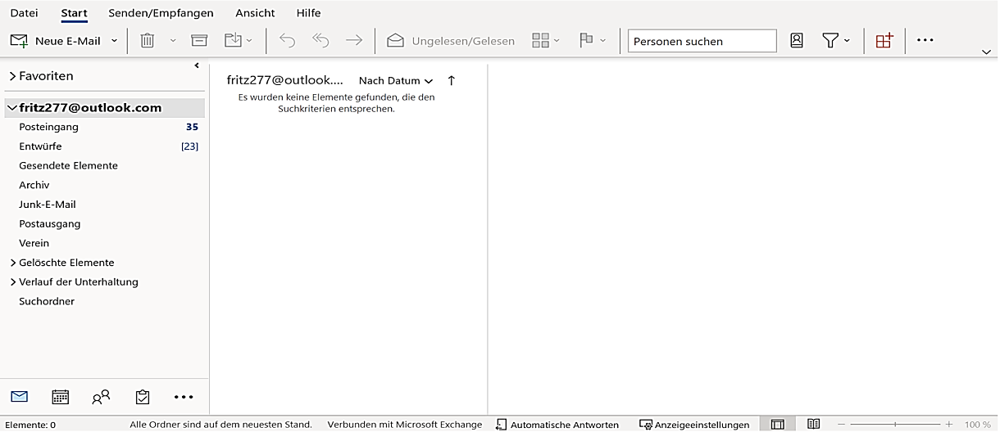 Datei Start Senden/Empfangen Ansicht Hilfe
Neue E-Mail Ungelesen/Gelesen Personen suchen
Favoriten
fritz277@outlook.com
Posteingang 35
Entwürfe [23]
Gesendete Elemente
Archiv
Junk-E-Mail
Postausgang
Verein
Gelöschte Elemente
Verlauf der Unterhaltung
Suchordner
fritz277@outlook.... Nach Datum
Es wurden keine Elemente gefunden, die den
Suchkriterien entsprechen.
Elemente: 0 Alle Ordner sind auf dem neuesten Stand. Verbunden mit Microsoft Exchange Automatische Antworten Anzeigeeinstellungen 100 %